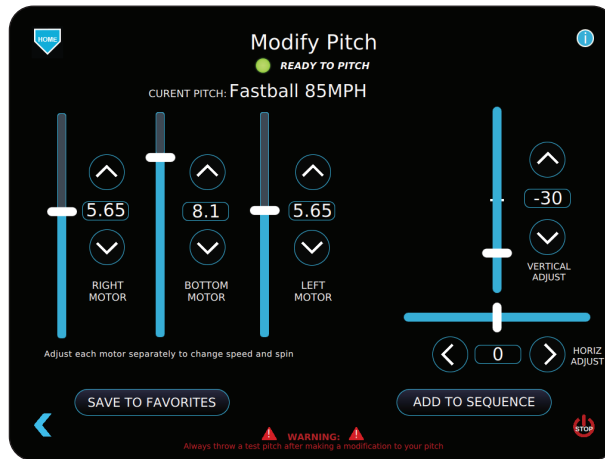 HOME
i
Modify Pitch
READY TO PITCH
CURENT PITCH: Fastball 85MPH
5.65
8.1
5.65
-30
RIGHT
MOTOR
BOTTOM
MOTOR
LEFT
MOTOR
VERTICAL
ADJUST
0
HORIZ
ADJUST
Adjust each motor separately to change speed and spin
SAVE TO FAVORITES
ADD TO SEQUENCE
STOP
! WARNING: !
Always throw a test pitch after making a modification to your pitch